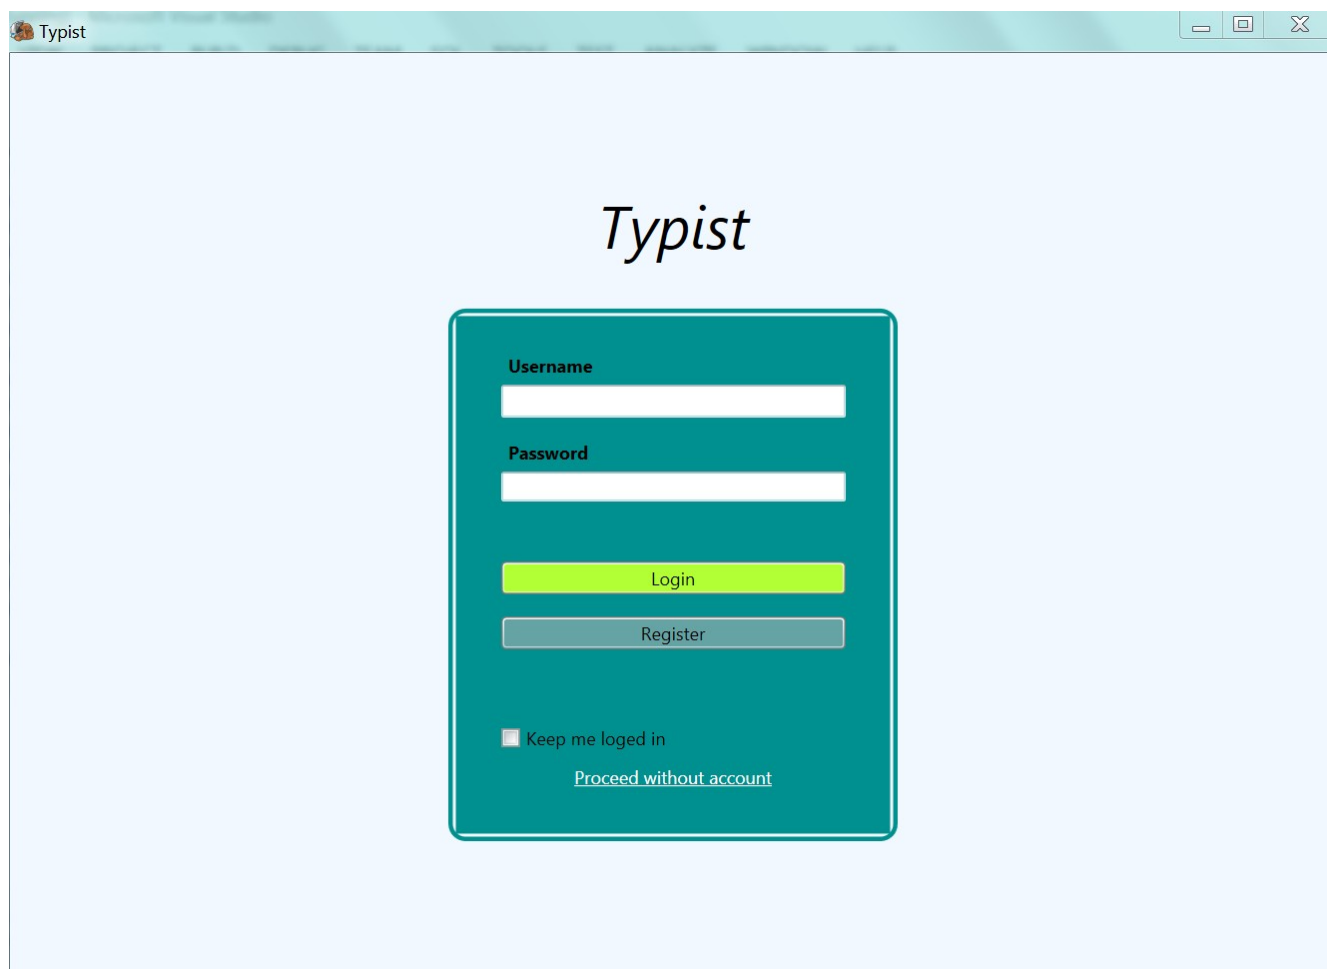 Typist
Typist
Username
Password
Login
Register
Keep me loged in
Proceed without account